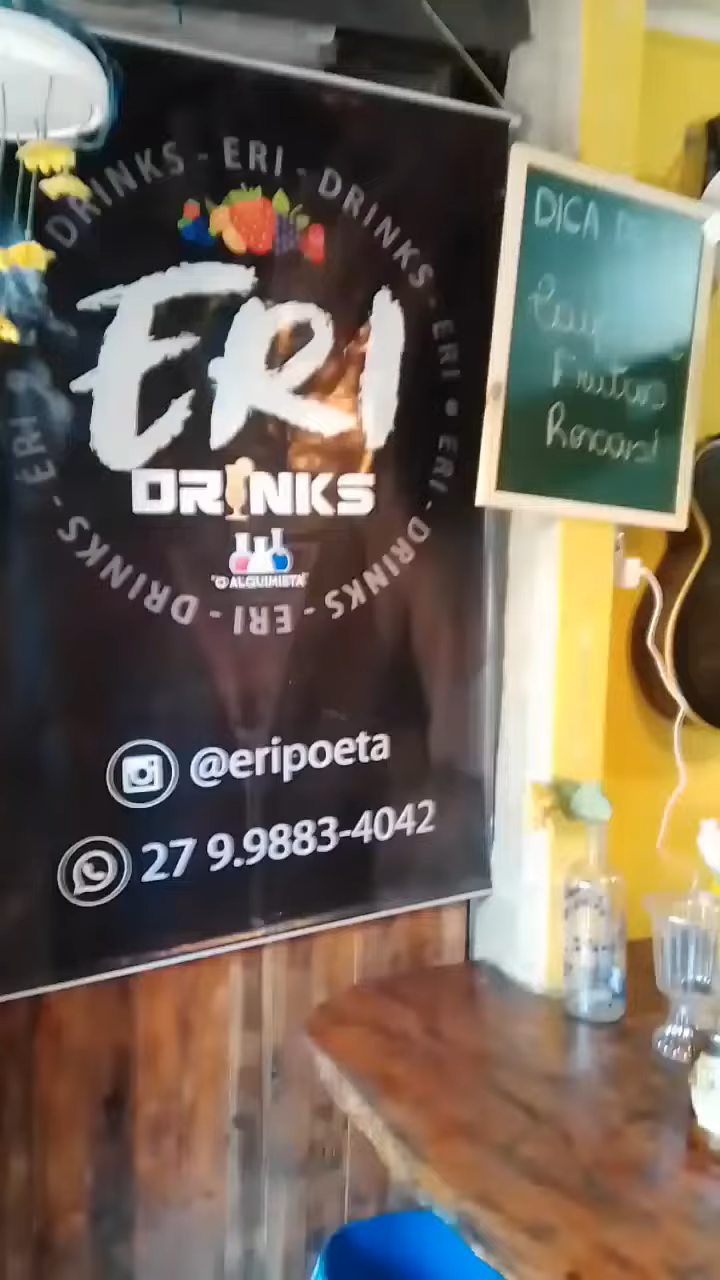 DRINKS - ERI - DRINKS - ERI • ERI - DRINKS - ERI - DRINKS - ERI
ERI
DRINKS
"O ALQUIMISTA"
@eripoeta
27 9.9883-4042
DICA
Frutas